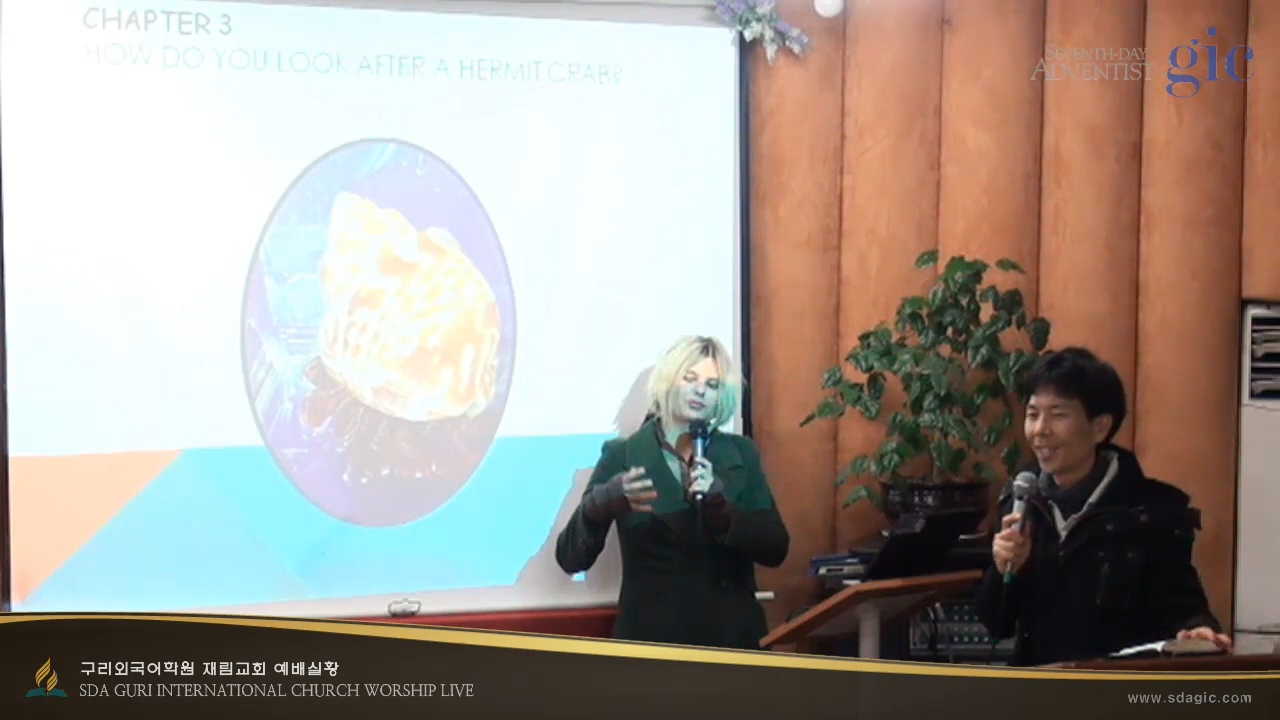 CHAPTER 3
HOW DO YOU LOOK AFTER A HERMIT CRAB?
SEVENTH-DAY
ADVENTIST
gic
구리외국어학원 재림교회 예배실황
SDA GURI INTERNATIONAL CHURCH WORSHIP LIVE
www.sdagic.com